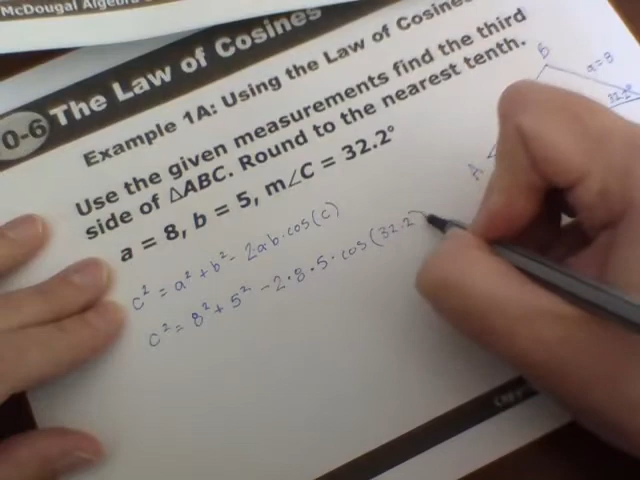 McDougal Algebra
0-6 The Law of Cosines
Example 1A: Using the Law of Cosines
Use the given measurements find the third
side of △ABC. Round to the nearest tenth.
a = 8, b = 5, m∠C = 32.2°
B
a=8
32.2°
A
c² = a² + b² - 2ab·cos(c)
c² = 8² + 5² - 2·8·5·cos(32.2°)